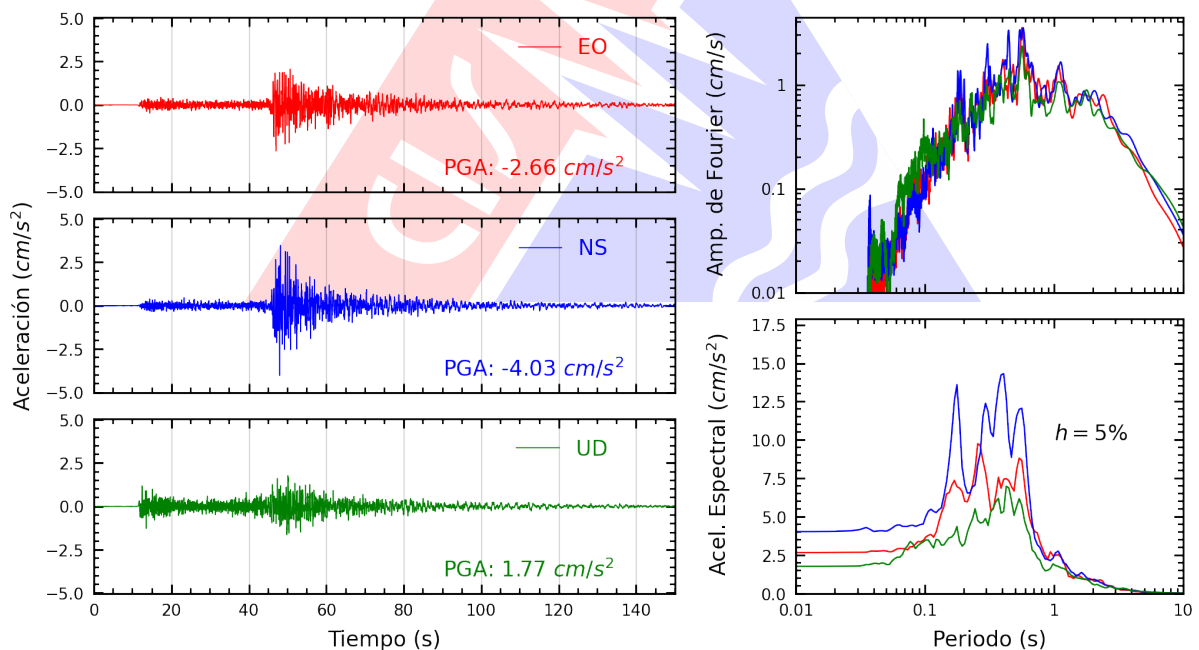 Aceleración (cm/s²)
5.0
2.5
0.0
−2.5
−5.0
EO
PGA: -2.66 cm/s²
5.0
2.5
0.0
−2.5
−5.0
NS
PGA: -4.03 cm/s²
5.0
2.5
0.0
−2.5
−5.0
UD
PGA: 1.77 cm/s²
0 20 40 60 80 100 120 140
Tiempo (s)
Amp. de Fourier (cm/s)
1
0.1
0.01
Acel. Espectral (cm/s²)
17.5
15.0
12.5
10.0
7.5
5.0
2.5
0.0
h = 5%
0.01 0.1 1 10
Periodo (s)